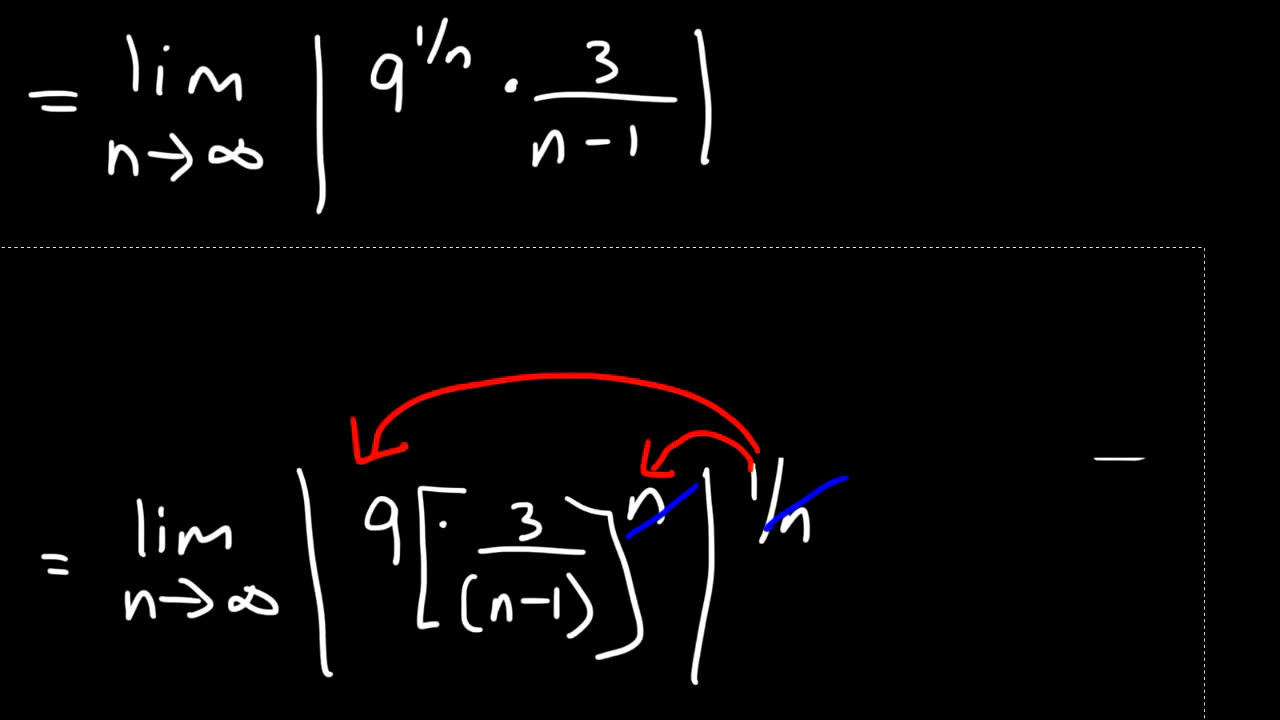 = lim n→∞ | 9^{1/n} · 3/(n-1) |
= lim n→∞ | 9 [ · 3/(n-1) ]^n |^{1/n}